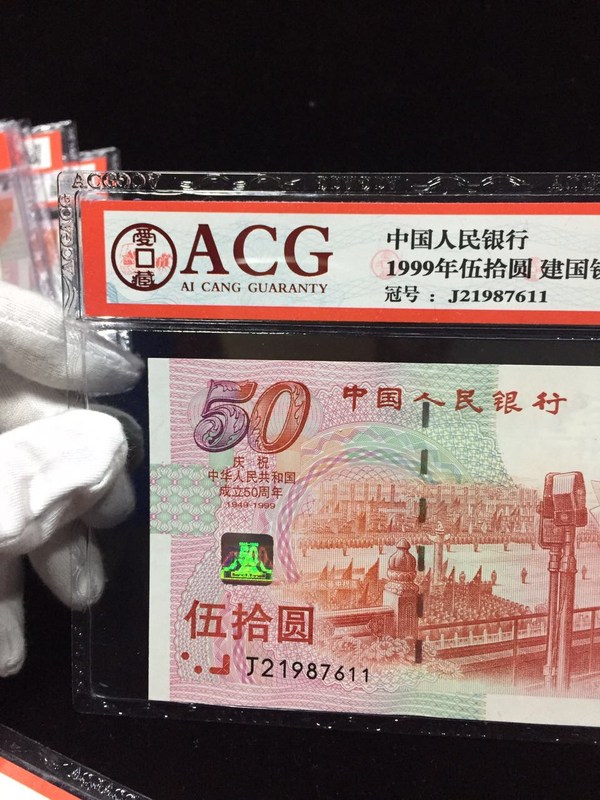 愛藏
ACG
AI CANG GUARANTY
中国人民银行
1999年伍拾圆 建国
冠号 : J21987611
50
中国人民银行
庆祝
中华人民共和国
成立50周年
1949-1999
50
伍拾圆
J21987611